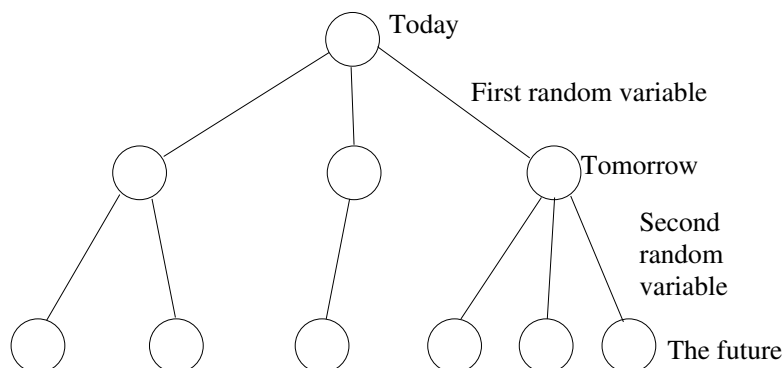 Today
First random variable
Tomorrow
Second
random
variable
The future